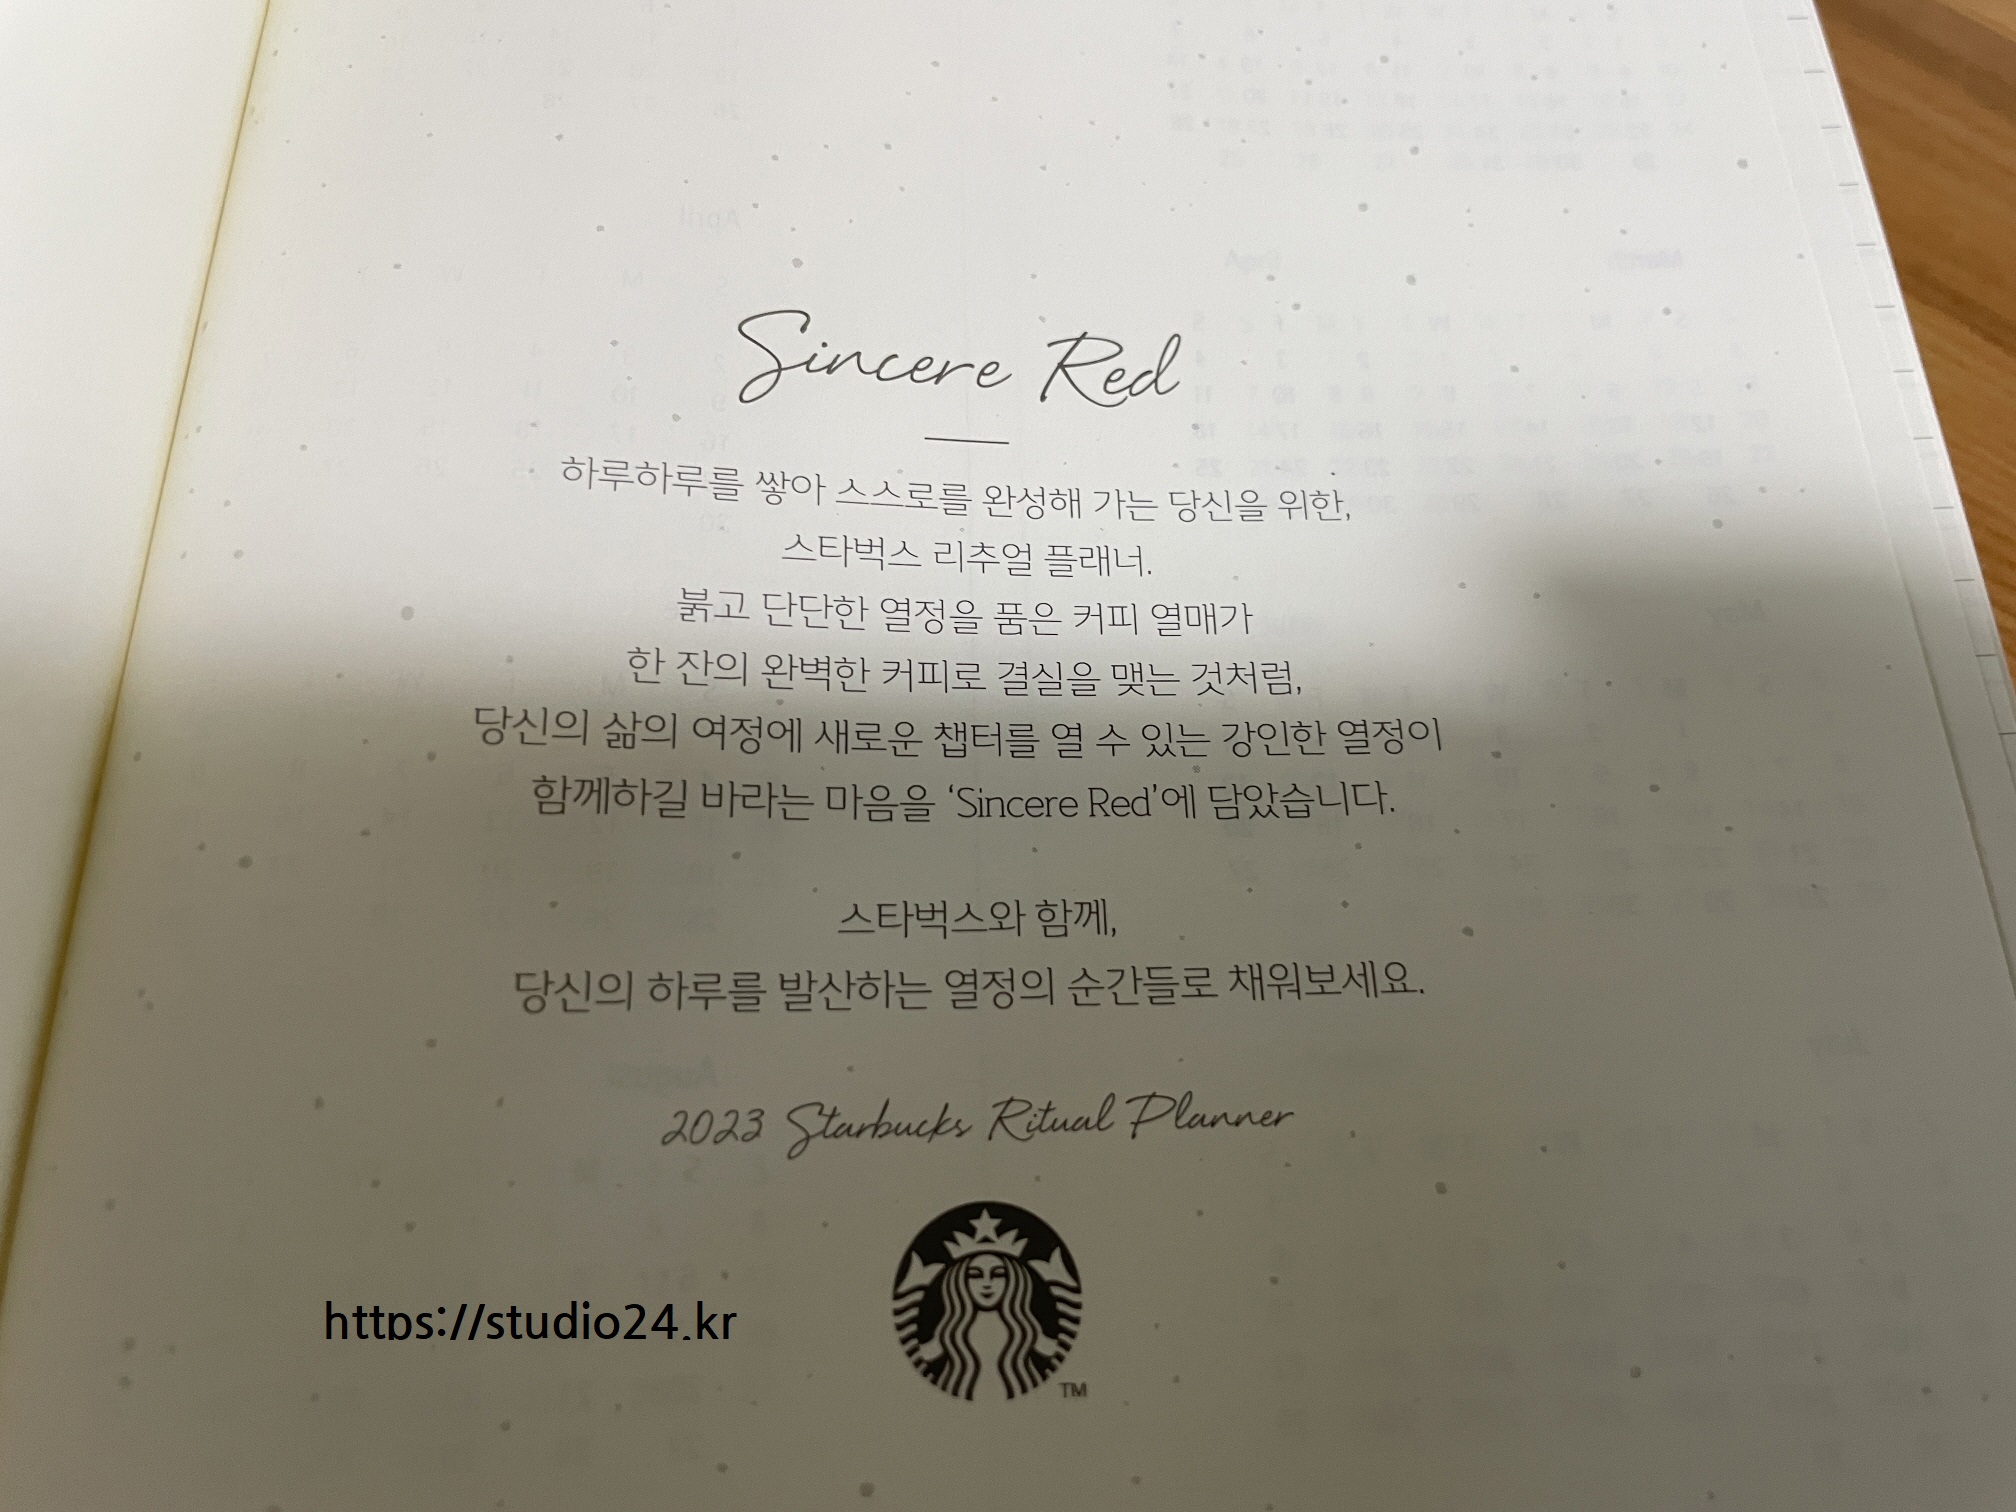 Sincere Red
하루하루를 쌓아 스스로를 완성해 가는 당신을 위한,
스타벅스 리추얼 플래너.
붉고 단단한 열정을 품은 커피 열매가
한 잔의 완벽한 커피로 결실을 맺는 것처럼,
당신의 삶의 여정에 새로운 챕터를 열 수 있는 강인한 열정이
함께하길 바라는 마음을 ‘Sincere Red’에 담았습니다.
스타벅스와 함께,
당신의 하루를 발산하는 열정의 순간들로 채워보세요.
2023 Starbucks Ritual Planner
TM
https://studio24.kr